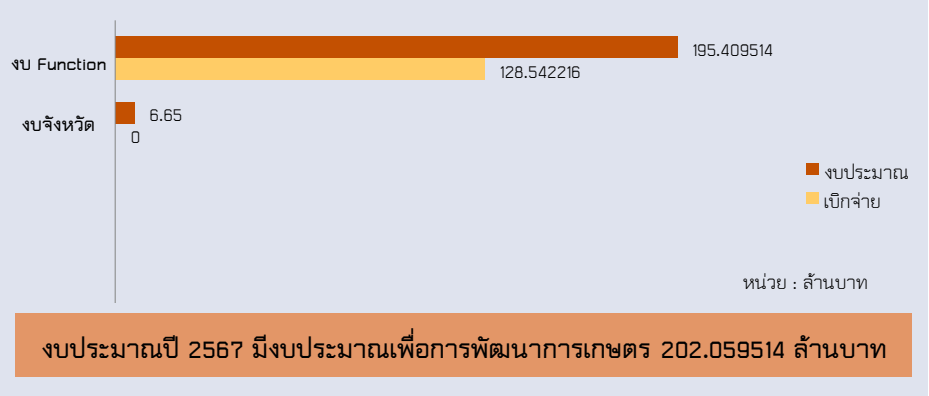 งบ Function
195.409514
128.542216
งบจังหวัด
6.65
0
งบประมาณ
เบิกจ่าย
หน่วย : ล้านบาท
งบประมาณปี 2567 มีงบประมาณเพื่อการพัฒนาการเกษตร 202.059514 ล้านบาท